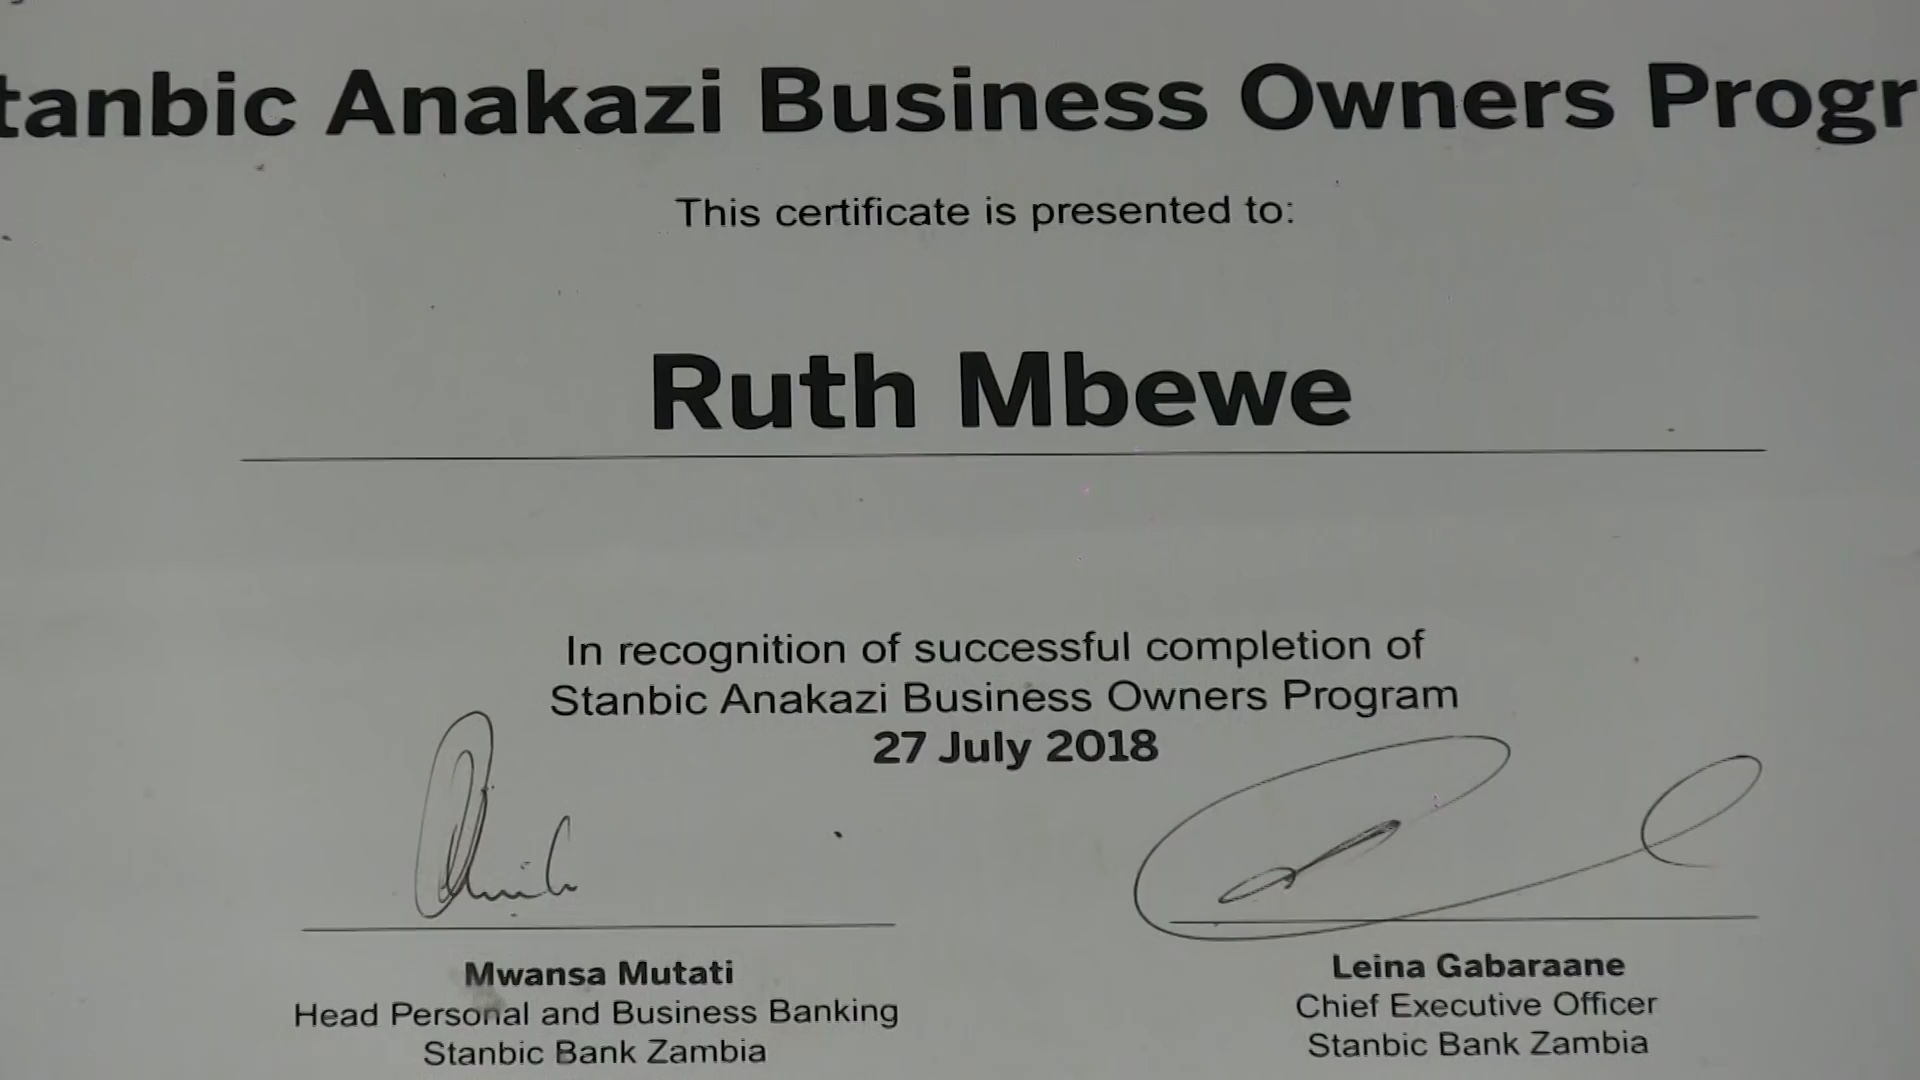 tanbic Anakazi Business Owners Progr
This certificate is presented to:
Ruth Mbewe
In recognition of successful completion of
Stanbic Anakazi Business Owners Program
27 July 2018
Mwansa Mutati
Head Personal and Business Banking
Stanbic Bank Zambia
Leina Gabaraane
Chief Executive Officer
Stanbic Bank Zambia